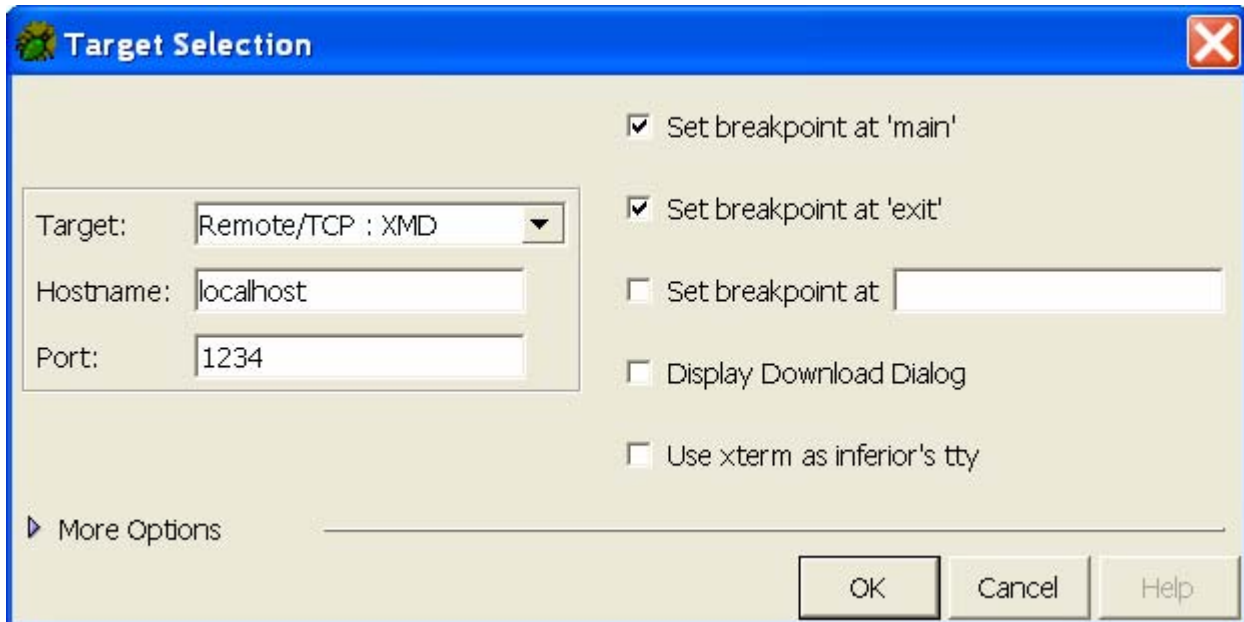 Target Selection
Set breakpoint at 'main'
Target: Remote/TCP : XMD
Set breakpoint at 'exit'
Hostname: localhost
Set breakpoint at
Port: 1234
Display Download Dialog
Use xterm as inferior's tty
More Options
OK Cancel Help